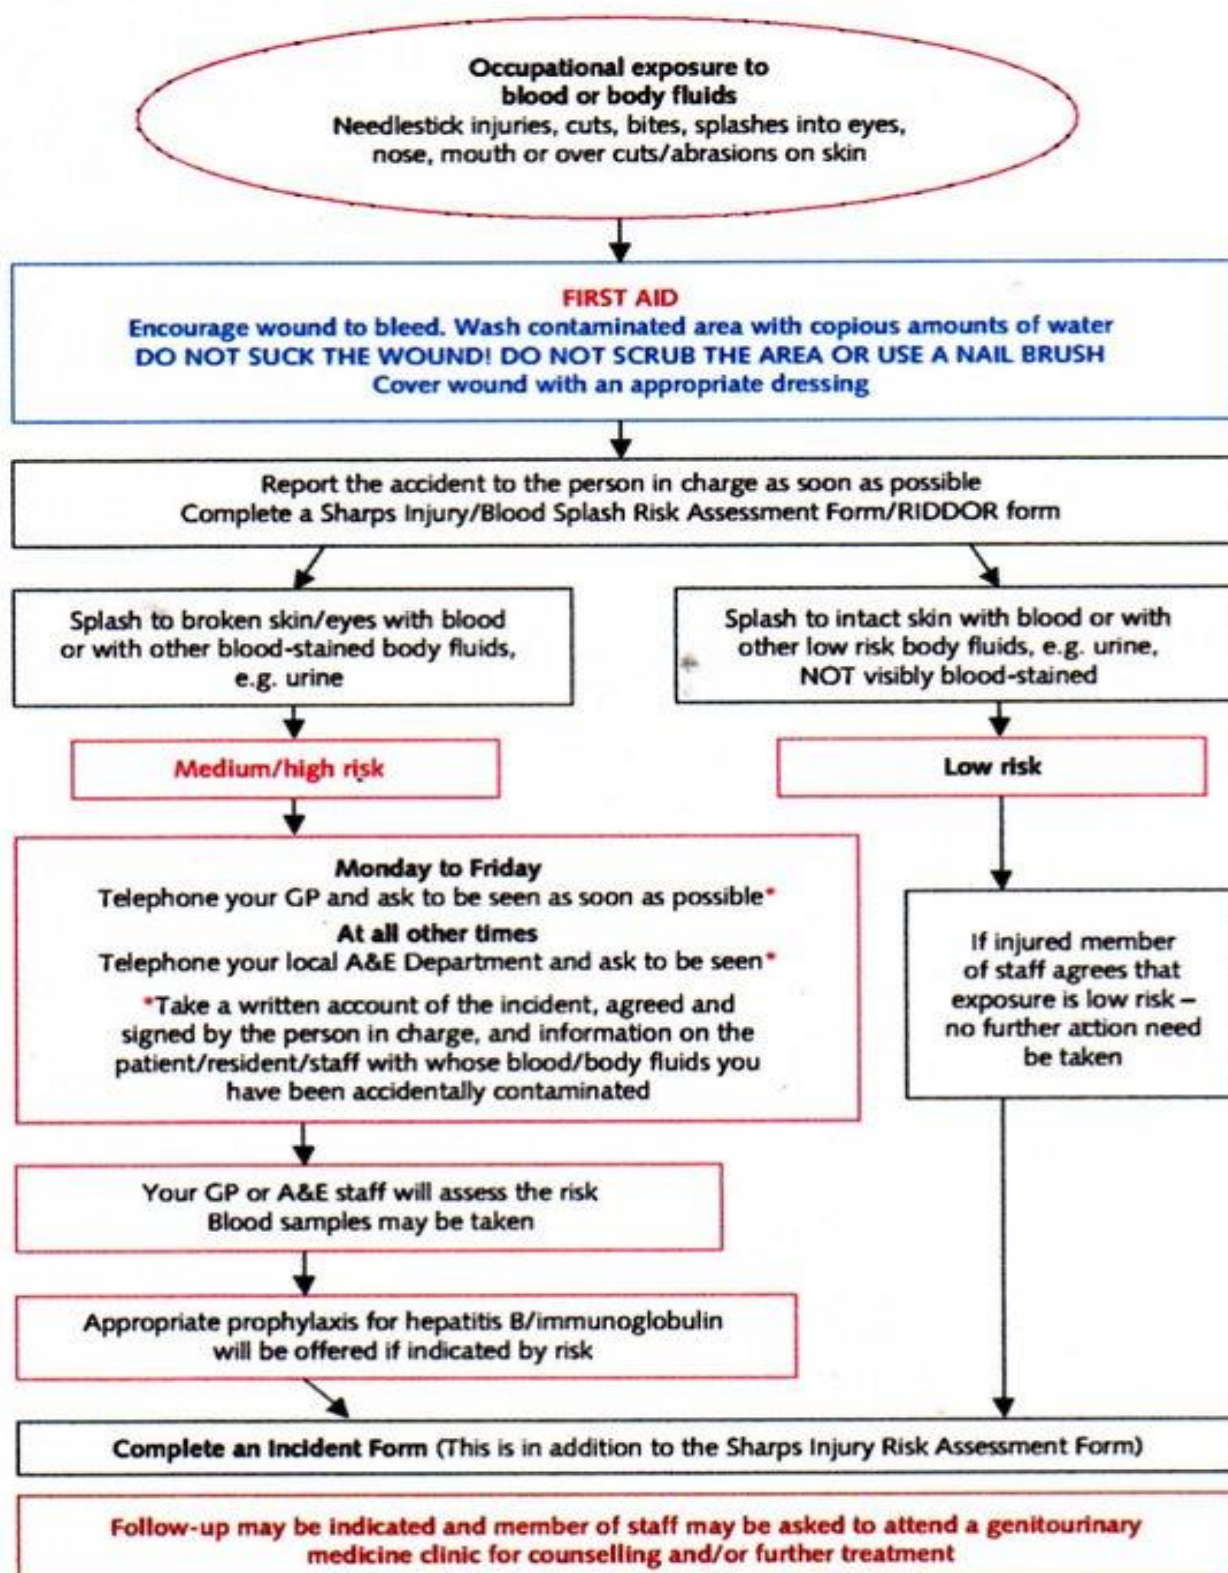 Occupational exposure to
blood or body fluids
Needlestick injuries, cuts, bites, splashes into eyes,
nose, mouth or over cuts/abrasions on skin
FIRST AID
Encourage wound to bleed. Wash contaminated area with copious amounts of water
DO NOT SUCK THE WOUND! DO NOT SCRUB THE AREA OR USE A NAIL BRUSH
Cover wound with an appropriate dressing
Report the accident to the person in charge as soon as possible
Complete a Sharps Injury/Blood Splash Risk Assessment Form/RIDDOR form
Splash to broken skin/eyes with blood
or with other blood-stained body fluids,
e.g. urine
Splash to intact skin with blood or with
other low risk body fluids, e.g. urine,
NOT visibly blood-stained
Medium/high risk
Low risk
Monday to Friday
Telephone your GP and ask to be seen as soon as possible*
At all other times
Telephone your local A&E Department and ask to be seen*
*Take a written account of the incident, agreed and
signed by the person in charge, and information on the
patient/resident/staff with whose blood/body fluids you
have been accidentally contaminated
If injured member
of staff agrees that
exposure is low risk –
no further action need
be taken
Your GP or A&E staff will assess the risk
Blood samples may be taken
Appropriate prophylaxis for hepatitis B/immunoglobulin
will be offered if indicated by risk
Complete an Incident Form (This is in addition to the Sharps Injury Risk Assessment Form)
Follow-up may be indicated and member of staff may be asked to attend a genitourinary
medicine clinic for counselling and/or further treatment